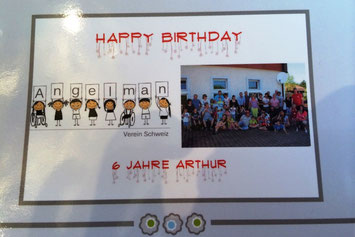 HAPPY BIRTHDAY
Angelman
Verein Schweiz
6 JAHRE ARTHUR